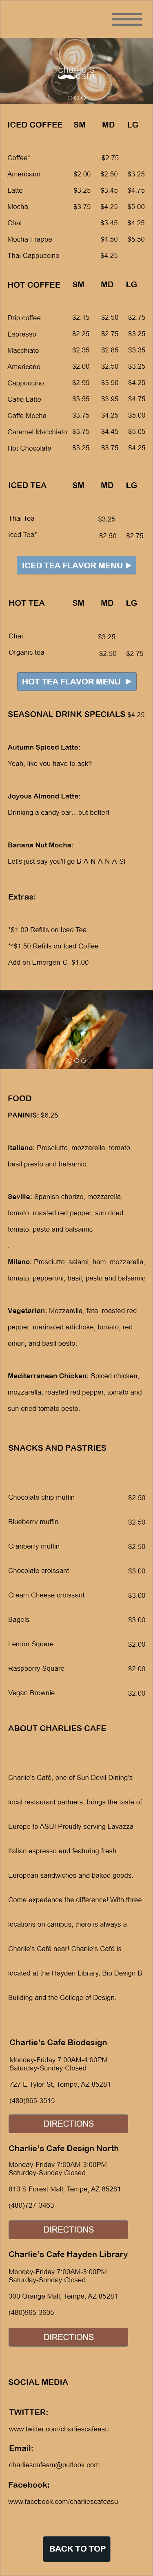 charlie's
café
ICED COFFEE SM MD LG
Coffee* $2.75
Americano $2.00 $2.50 $3.25
Latte $3.25 $3.45 $4.75
Mocha $3.75 $4.25 $5.00
Chai $3.45 $4.25
Mocha Frappe $4.50 $5.50
Thai Cappuccino $4.25
HOT COFFEE SM MD LG
Drip coffee $2.15 $2.50 $2.75
Espresso $2.25 $2.75 $3.25
Macchiato $2.35 $2.85 $3.35
Americano $2.00 $2.50 $3.25
Cappuccino $2.95 $3.50 $4.25
Caffe Latte $3.55 $3.95 $4.75
Caffe Mocha $3.75 $4.25 $5.00
Caramel Macchiato $3.75 $4.45 $5.05
Hot Chocolate $3.25 $3.75 $4.25
ICED TEA SM MD LG
Thai Tea $3.25
Iced Tea* $2.50 $2.75
ICED TEA FLAVOR MENU ▶
HOT TEA SM MD LG
Chai $3.25
Organic tea $2.50 $2.75
HOT TEA FLAVOR MENU ▶
SEASONAL DRINK SPECIALS $4.25
Autumn Spiced Latte:
Yeah, like you have to ask?
Joyous Almond Latte:
Drinking a candy bar…but better!
Banana Nut Mocha:
Let's just say you'll go B-A-N-A-N-A-S!
Extras:
*$1.00 Refills on Iced Tea
**$1.50 Refills on Iced Coffee
Add on Emergen-C $1.00
FOOD
PANINIS: $6.25
Italiano: Prosciutto, mozzarella, tomato,
basil presto and balsamic.
Seville: Spanish chorizo, mozzarella,
tomato, roasted red pepper, sun dried
tomato, pesto and balsamic
.
Milano: Prosciutto, salami, ham, mozzarella,
tomato, pepperoni, basil, pesto and balsamic
Vegetarian: Mozzarella, feta, roasted red
pepper, marinated artichoke, tomato, red
onion, and basil pesto.
Mediterranean Chicken: Spiced chicken,
mozzarella, roasted red pepper, tomato and
sun dried tomato pesto.
SNACKS AND PASTRIES
Chocolate chip muffin $2.50
Blueberry muffin $2.50
Cranberry muffin $2.50
Chocolate croissant $3.00
Cream Cheese croissant $3.00
Bagels $3.00
Lemon Square $2.00
Raspberry Square $2.00
Vegan Brownie $2.00
ABOUT CHARLIES CAFE
Charlie's Café, one of Sun Devil Dining's
local restaurant partners, brings the taste of
Europe to ASU! Proudly serving Lavazza
Italian espresso and featuring fresh
European sandwiches and baked goods.
Come experience the difference! With three
locations on campus, there is always a
Charlie's Café near! Charlie's Café is
located at the Hayden Library, Bio Design B
Building and the College of Design.
Charlie's Cafe Biodesign
Monday-Friday 7:00AM-4:00PM
Saturday-Sunday Closed
727 E Tyler St, Tempe, AZ 85281
(480)965-3515
DIRECTIONS
Charlie's Cafe Design North
Monday-Friday 7:00AM-3:00PM
Saturday-Sunday Closed
810 S Forest Mall, Tempe, AZ 85281
(480)727-3463
DIRECTIONS
Charlie's Cafe Hayden Library
Monday-Friday 7:00AM-3:00PM
Saturday-Sunday Closed
300 Orange Mall, Tempe, AZ 85281
(480)965-3605
DIRECTIONS
SOCIAL MEDIA
TWITTER:
www.twitter.com/charliescafeasu
Email:
charliescafesm@outlook.com
Facebook:
www.facebook.com/charliescafeasu
BACK TO TOP